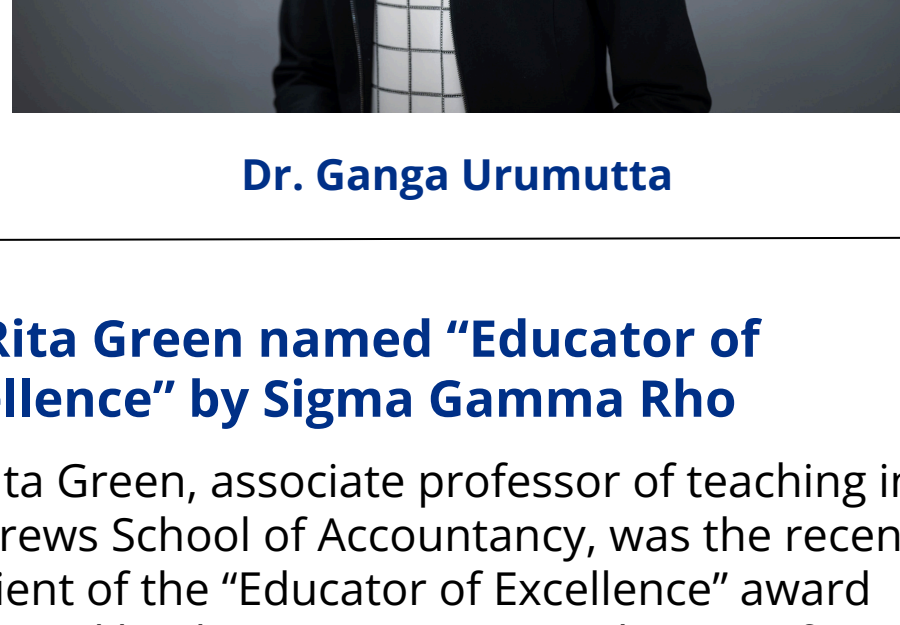 Dr. Ganga Urumutta
Rita Green named “Educator of
ellence” by Sigma Gamma Rho
ita Green, associate professor of teaching in
rews School of Accountancy, was the recen
ient of the “Educator of Excellence” award